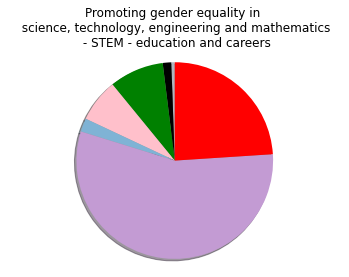 Promoting gender equality in
science, technology, engineering and mathematics
- STEM - education and careers